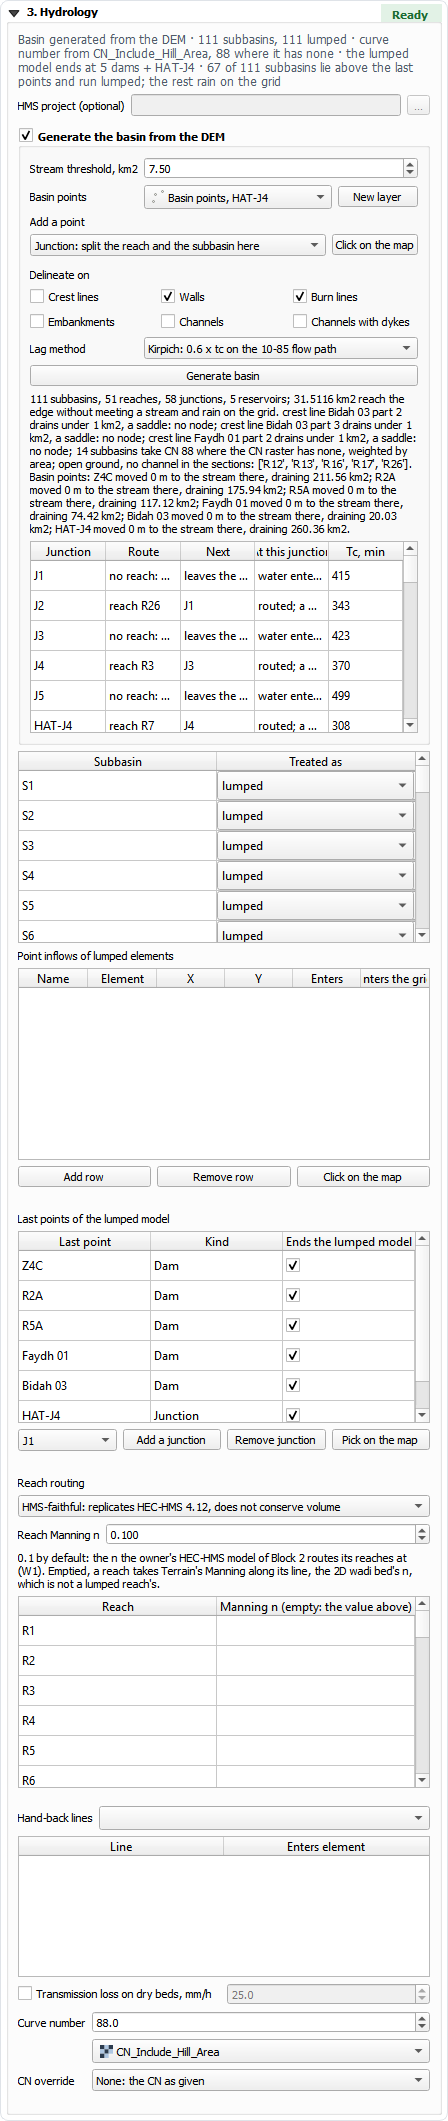 3. Hydrology
Ready
Basin generated from the DEM · 111 subbasins, 111 lumped · curve
number from CN_Include_Hill_Area, 88 where it has none · the lumped
model ends at 5 dams + HAT-J4 · 67 of 111 subbasins lie above the last
points and run lumped; the rest rain on the grid
HMS project (optional)
...
Generate the basin from the DEM
Stream threshold, km2 7.50
Basin points Basin points, HAT-J4 New layer
Add a point
Junction: split the reach and the subbasin here Click on the map
Delineate on
Crest lines Walls Burn lines
Embankments Channels Channels with dykes
Lag method Kirpich: 0.6 x tc on the 10-85 flow path
Generate basin
111 subbasins, 51 reaches, 58 junctions, 5 reservoirs; 31.5116 km2 reach the
edge without meeting a stream and rain on the grid. crest line Bidah 03 part 2
drains under 1 km2, a saddle: no node; crest line Bidah 03 part 3 drains under 1
km2, a saddle: no node; crest line Faydh 01 part 2 drains under 1 km2, a saddle:
no node; 14 subbasins take CN 88 where the CN raster has none, weighted by
area; open ground, no channel in the sections: ['R12', 'R13', 'R16', 'R17', 'R26'].
Basin points: Z4C moved 0 m to the stream there, draining 211.56 km2; R2A
moved 0 m to the stream there, draining 175.94 km2; R5A moved 0 m to the
stream there, draining 117.12 km2; Faydh 01 moved 0 m to the stream there,
draining 74.42 km2; Bidah 03 moved 0 m to the stream there, draining 20.03
km2; HAT-J4 moved 0 m to the stream there, draining 260.36 km2.
Junction Route Next t this junction Tc, min
J1 no reach: ... leaves the ... water ente... 415
J2 reach R26 J1 routed; a ... 343
J3 no reach: ... leaves the ... water ente... 423
J4 reach R3 J3 routed; a ... 370
J5 no reach: ... leaves the ... water ente... 499
HAT-J4 reach R7 J4 routed; a ... 308
Subbasin Treated as
S1 lumped
S2 lumped
S3 lumped
S4 lumped
S5 lumped
S6 lumped
Point inflows of lumped elements
Name Element X Y Enters nters the gri
Add row Remove row Click on the map
Last points of the lumped model
Last point Kind Ends the lumped model
Z4C Dam
R2A Dam
R5A Dam
Faydh 01 Dam
Bidah 03 Dam
HAT-J4 Junction
J1 Add a junction Remove junction Pick on the map
Reach routing
HMS-faithful: replicates HEC-HMS 4.12, does not conserve volume
Reach Manning n 0.100
0.1 by default: the n the owner's HEC-HMS model of Block 2 routes its reaches at
(W1). Emptied, a reach takes Terrain's Manning along its line, the 2D wadi bed's n,
which is not a lumped reach's.
Reach Manning n (empty: the value above)
R1
R2
R3
R4
R5
R6
Hand-back lines
Line Enters element
Transmission loss on dry beds, mm/h 25.0
Curve number 88.0
CN_Include_Hill_Area
CN override None: the CN as given